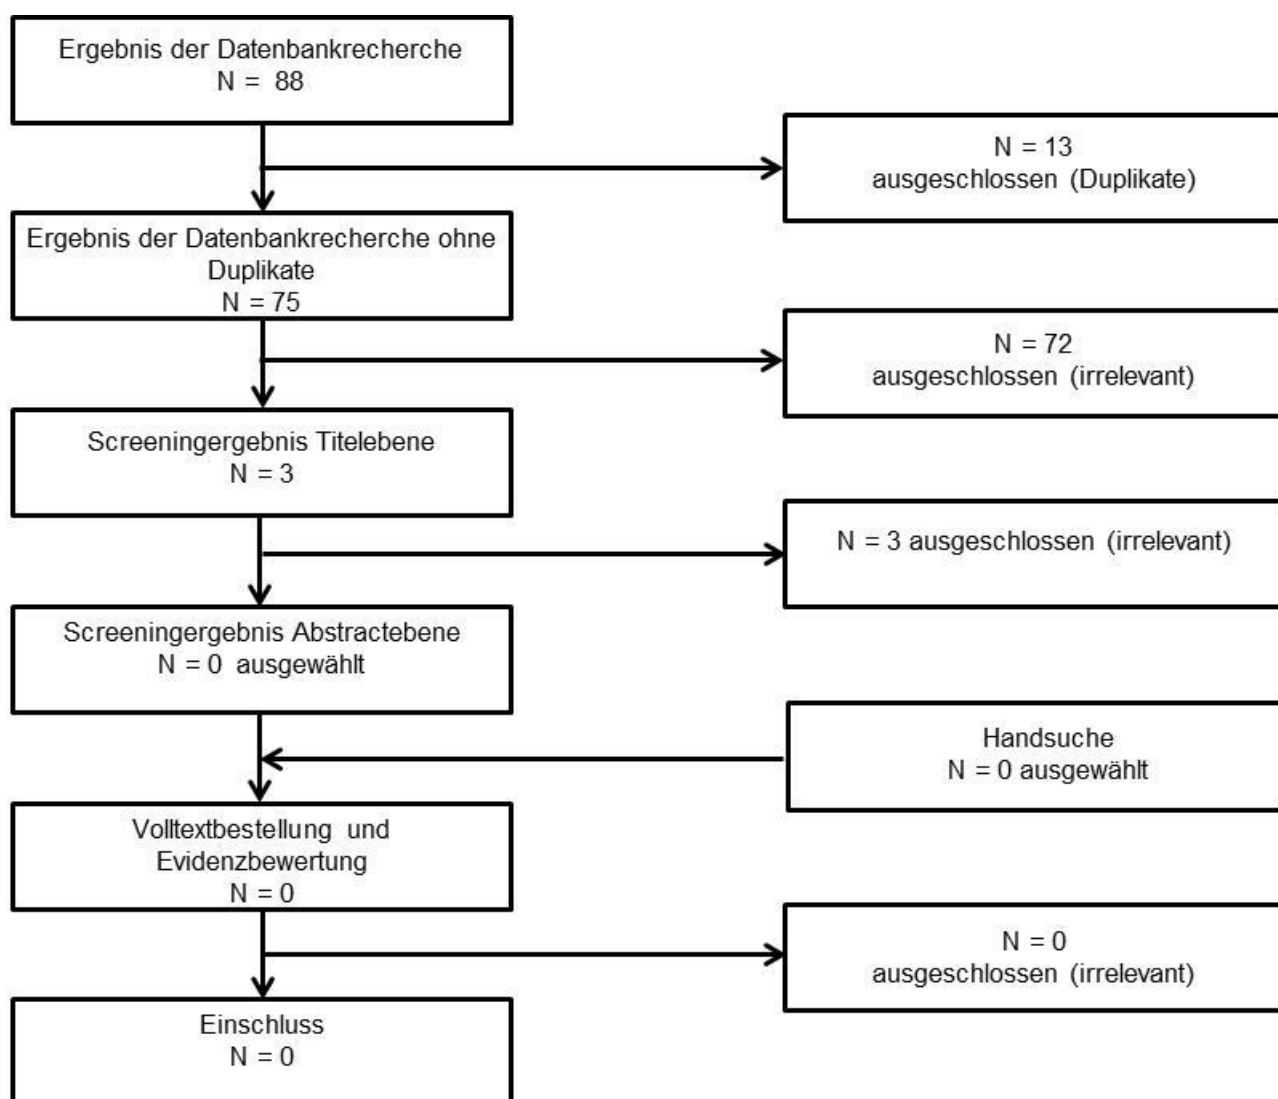 Ergebnis der Datenbankrecherche
N = 88
N = 13
ausgeschlossen (Duplikate)
Ergebnis der Datenbankrecherche ohne
Duplikate
N = 75
N = 72
ausgeschlossen (irrelevant)
Screeningergebnis Titelebene
N = 3
N = 3 ausgeschlossen (irrelevant)
Screeningergebnis Abstractebene
N = 0 ausgewählt
Handsuche
N = 0 ausgewählt
Volltextbestellung und
Evidenzbewertung
N = 0
N = 0
ausgeschlossen (irrelevant)
Einschluss
N = 0